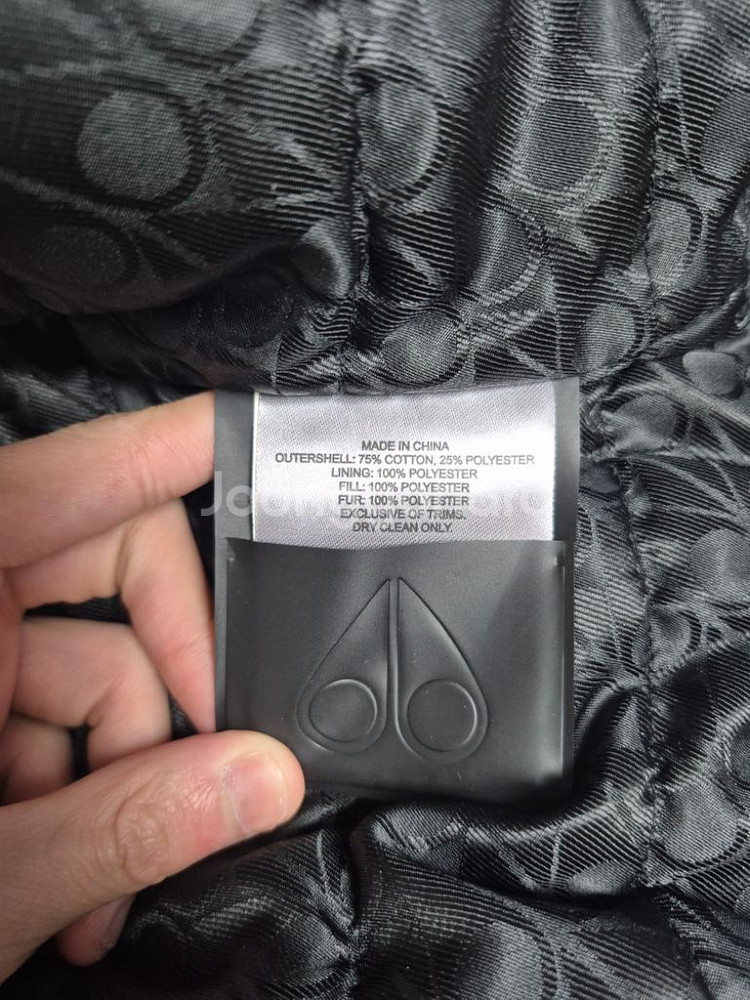 MADE IN CHINA
OUTERSHELL: 75% COTTON, 25% POLYESTER
LINING: 100% POLYESTER
FILL: 100% POLYESTER
FUR: 100% POLYESTER
EXCLUSIVE OF TRIMS.
DRY CLEAN ONLY.